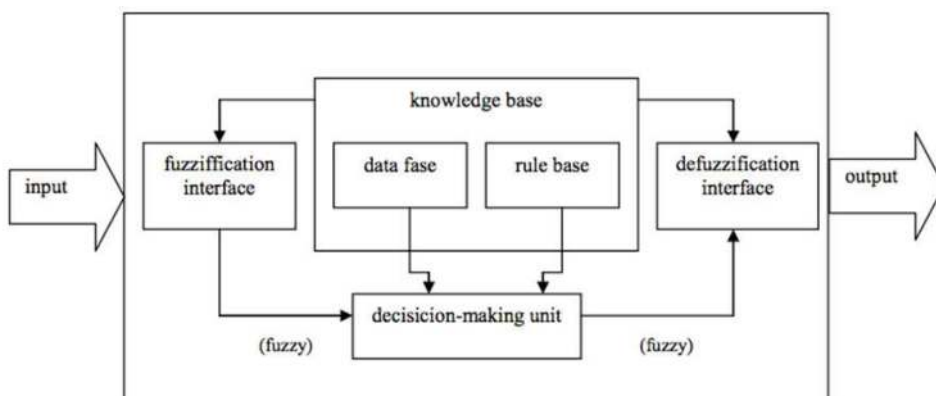 knowledge base
fuzziffication
interface
data fase
rule base
defuzzification
interface
input
output
decisicion-making unit
(fuzzy)
(fuzzy)